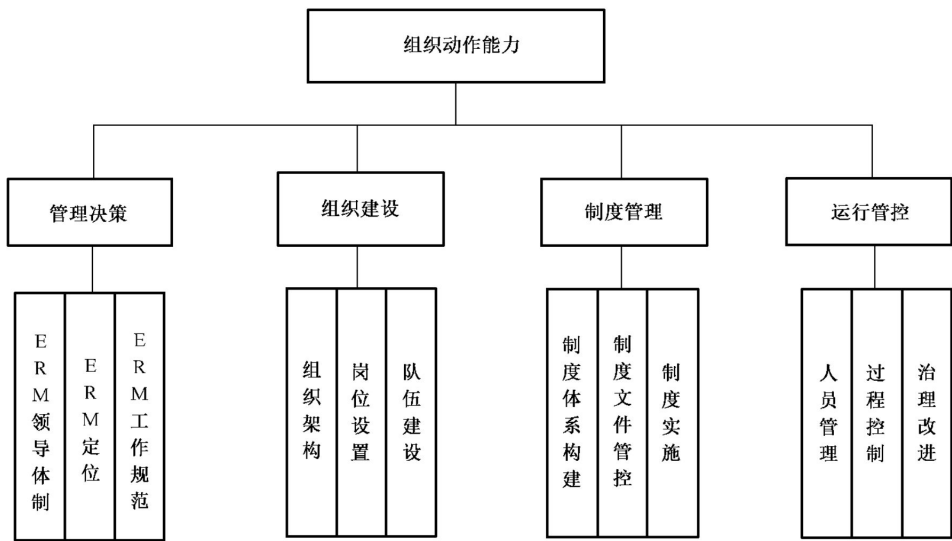 组织动作能力
管理决策
组织建设
制度管理
运行管控
ERM领导体制
ERM定位
ERM工作规范
组织架构
岗位设置
队伍建设
制度体系构建
制度文件管控
制度实施
人员管理
过程控制
治理改进